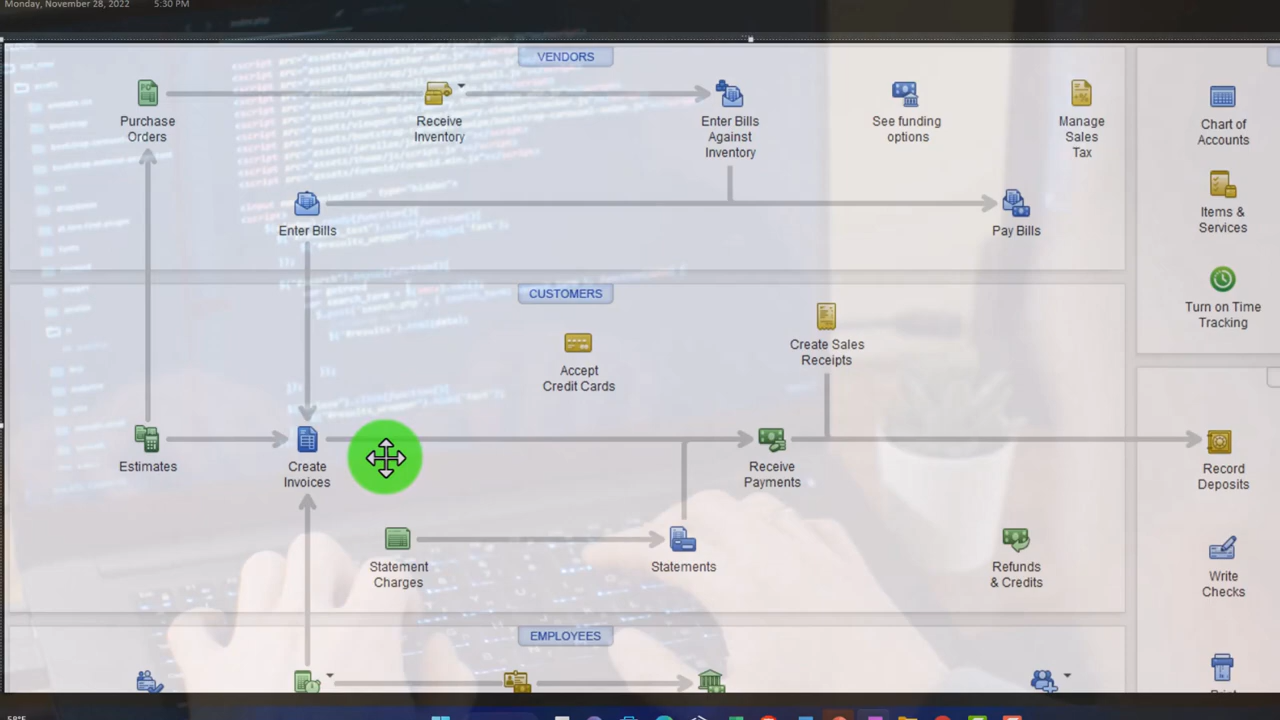 Monday, November 28, 2022 5:30 PM
VENDORS
Purchase
Orders
Receive
Inventory
Enter Bills
Against
Inventory
See funding
options
Manage
Sales
Tax
Chart of
Accounts
Enter Bills
Pay Bills
Items &
Services
CUSTOMERS
Turn on Time
Tracking
Accept
Credit Cards
Create Sales
Receipts
Estimates
Create
Invoices
Receive
Payments
Record
Deposits
Statement
Charges
Statements
Refunds
& Credits
Write
Checks
EMPLOYEES